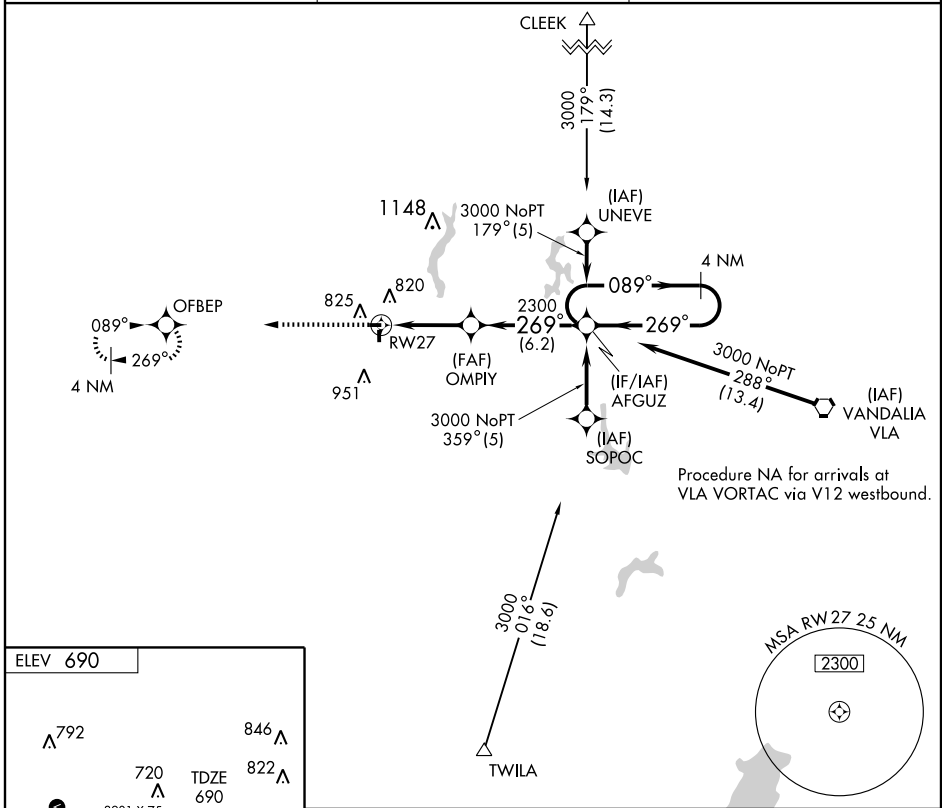 CLEEK
3000
179°
(14.3)
(IAF)
UNEVE
1148
3000 NoPT
179° (5)
4 NM
089°
820
825
OFBEP
089°
269°
4 NM
RW27
2300
269°
(6.2)
269°
(FAF)
OMPIY
(IF/IAF)
AFGUZ
3000 NoPT
288°
(13.4)
(IAF)
VANDALIA
VLA
951
3000 NoPT
359° (5)
(IAF)
SOPOC
Procedure NA for arrivals at
VLA VORTAC via V12 westbound.
3000
016°
(18.6)
TWILA
MSA RW27 25 NM
2300
ELEV 690
792
846
720
TDZE
690
822